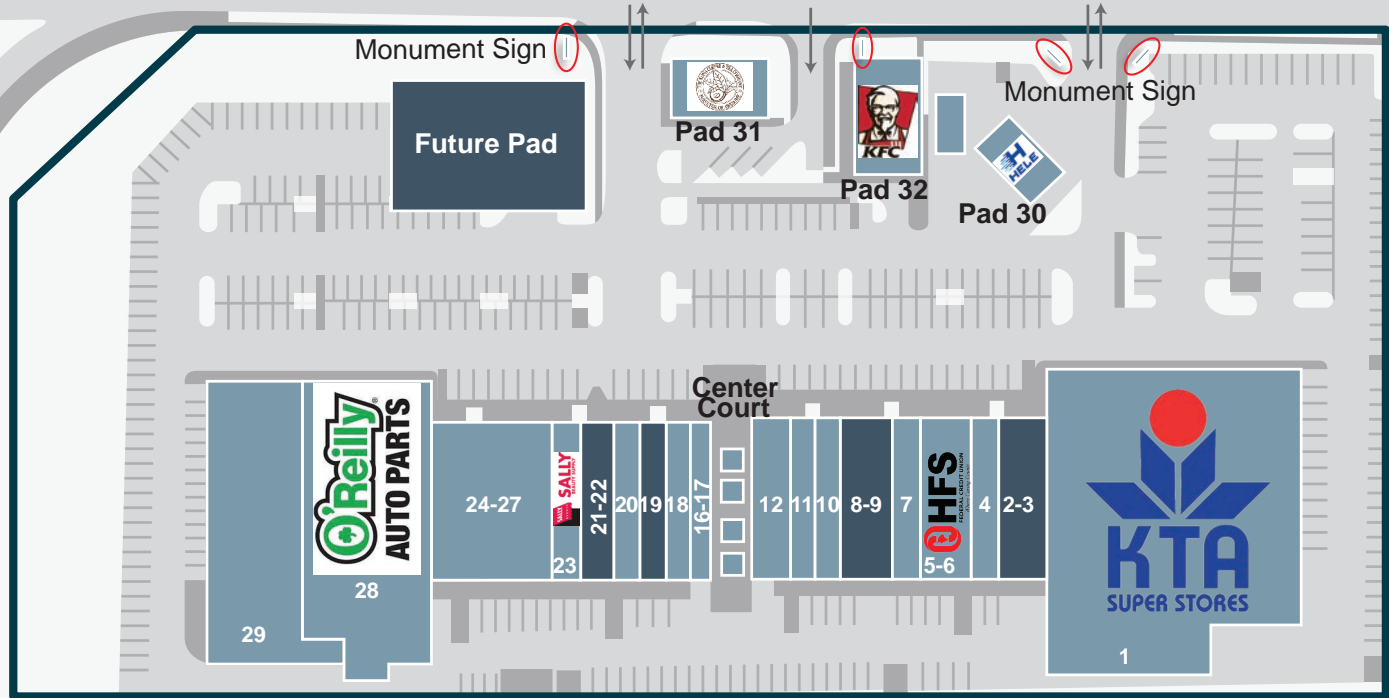 Monument Sign
Future Pad
Pad 31
KFC
Pad 32
HELE
Pad 30
Monument Sign
Center
Court
O'Reilly®
AUTO PARTS
28
29
24-27
SALLY
BEAUTY SUPPLY
23
21-22
20
19
18
16-17
12
11
10
8-9
7
HFS
FEDERAL CREDIT UNION
5-6
4
2-3
KTA
SUPER STORES
1